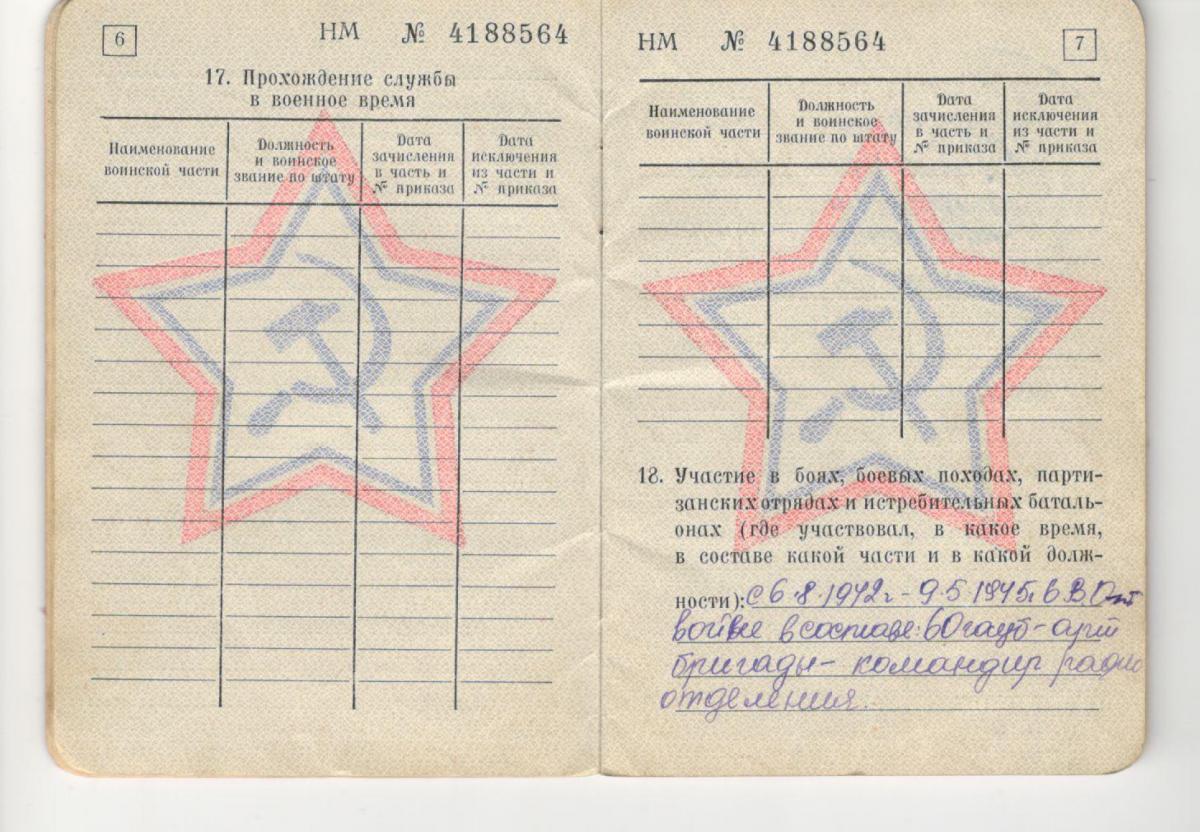 6
НМ № 4188564
17. Прохождение службы
в военное время
Наименование
воинской части
Должность
и воинское
звание по штату
Дата
зачисления
в часть и
№ приказа
Дата
исключения
из части и
№ приказа
НМ № 4188564
7
Наименование
воинской части
Должность
и воинское
звание по штату
Дата
зачисления
в часть и
№ приказа
Дата
исключения
из части и
№ приказа
18. Участие в боях, боевых походах, парти-
занских отрядах и истребительных баталь-
онах (где участвовал, в какое время,
в составе какой части и в какой долж-
ности): с 6.8.1942г - 9.5.1945г в В.От
войне в составе: 60 гауб-арт
бригады - командир радио
отделения.